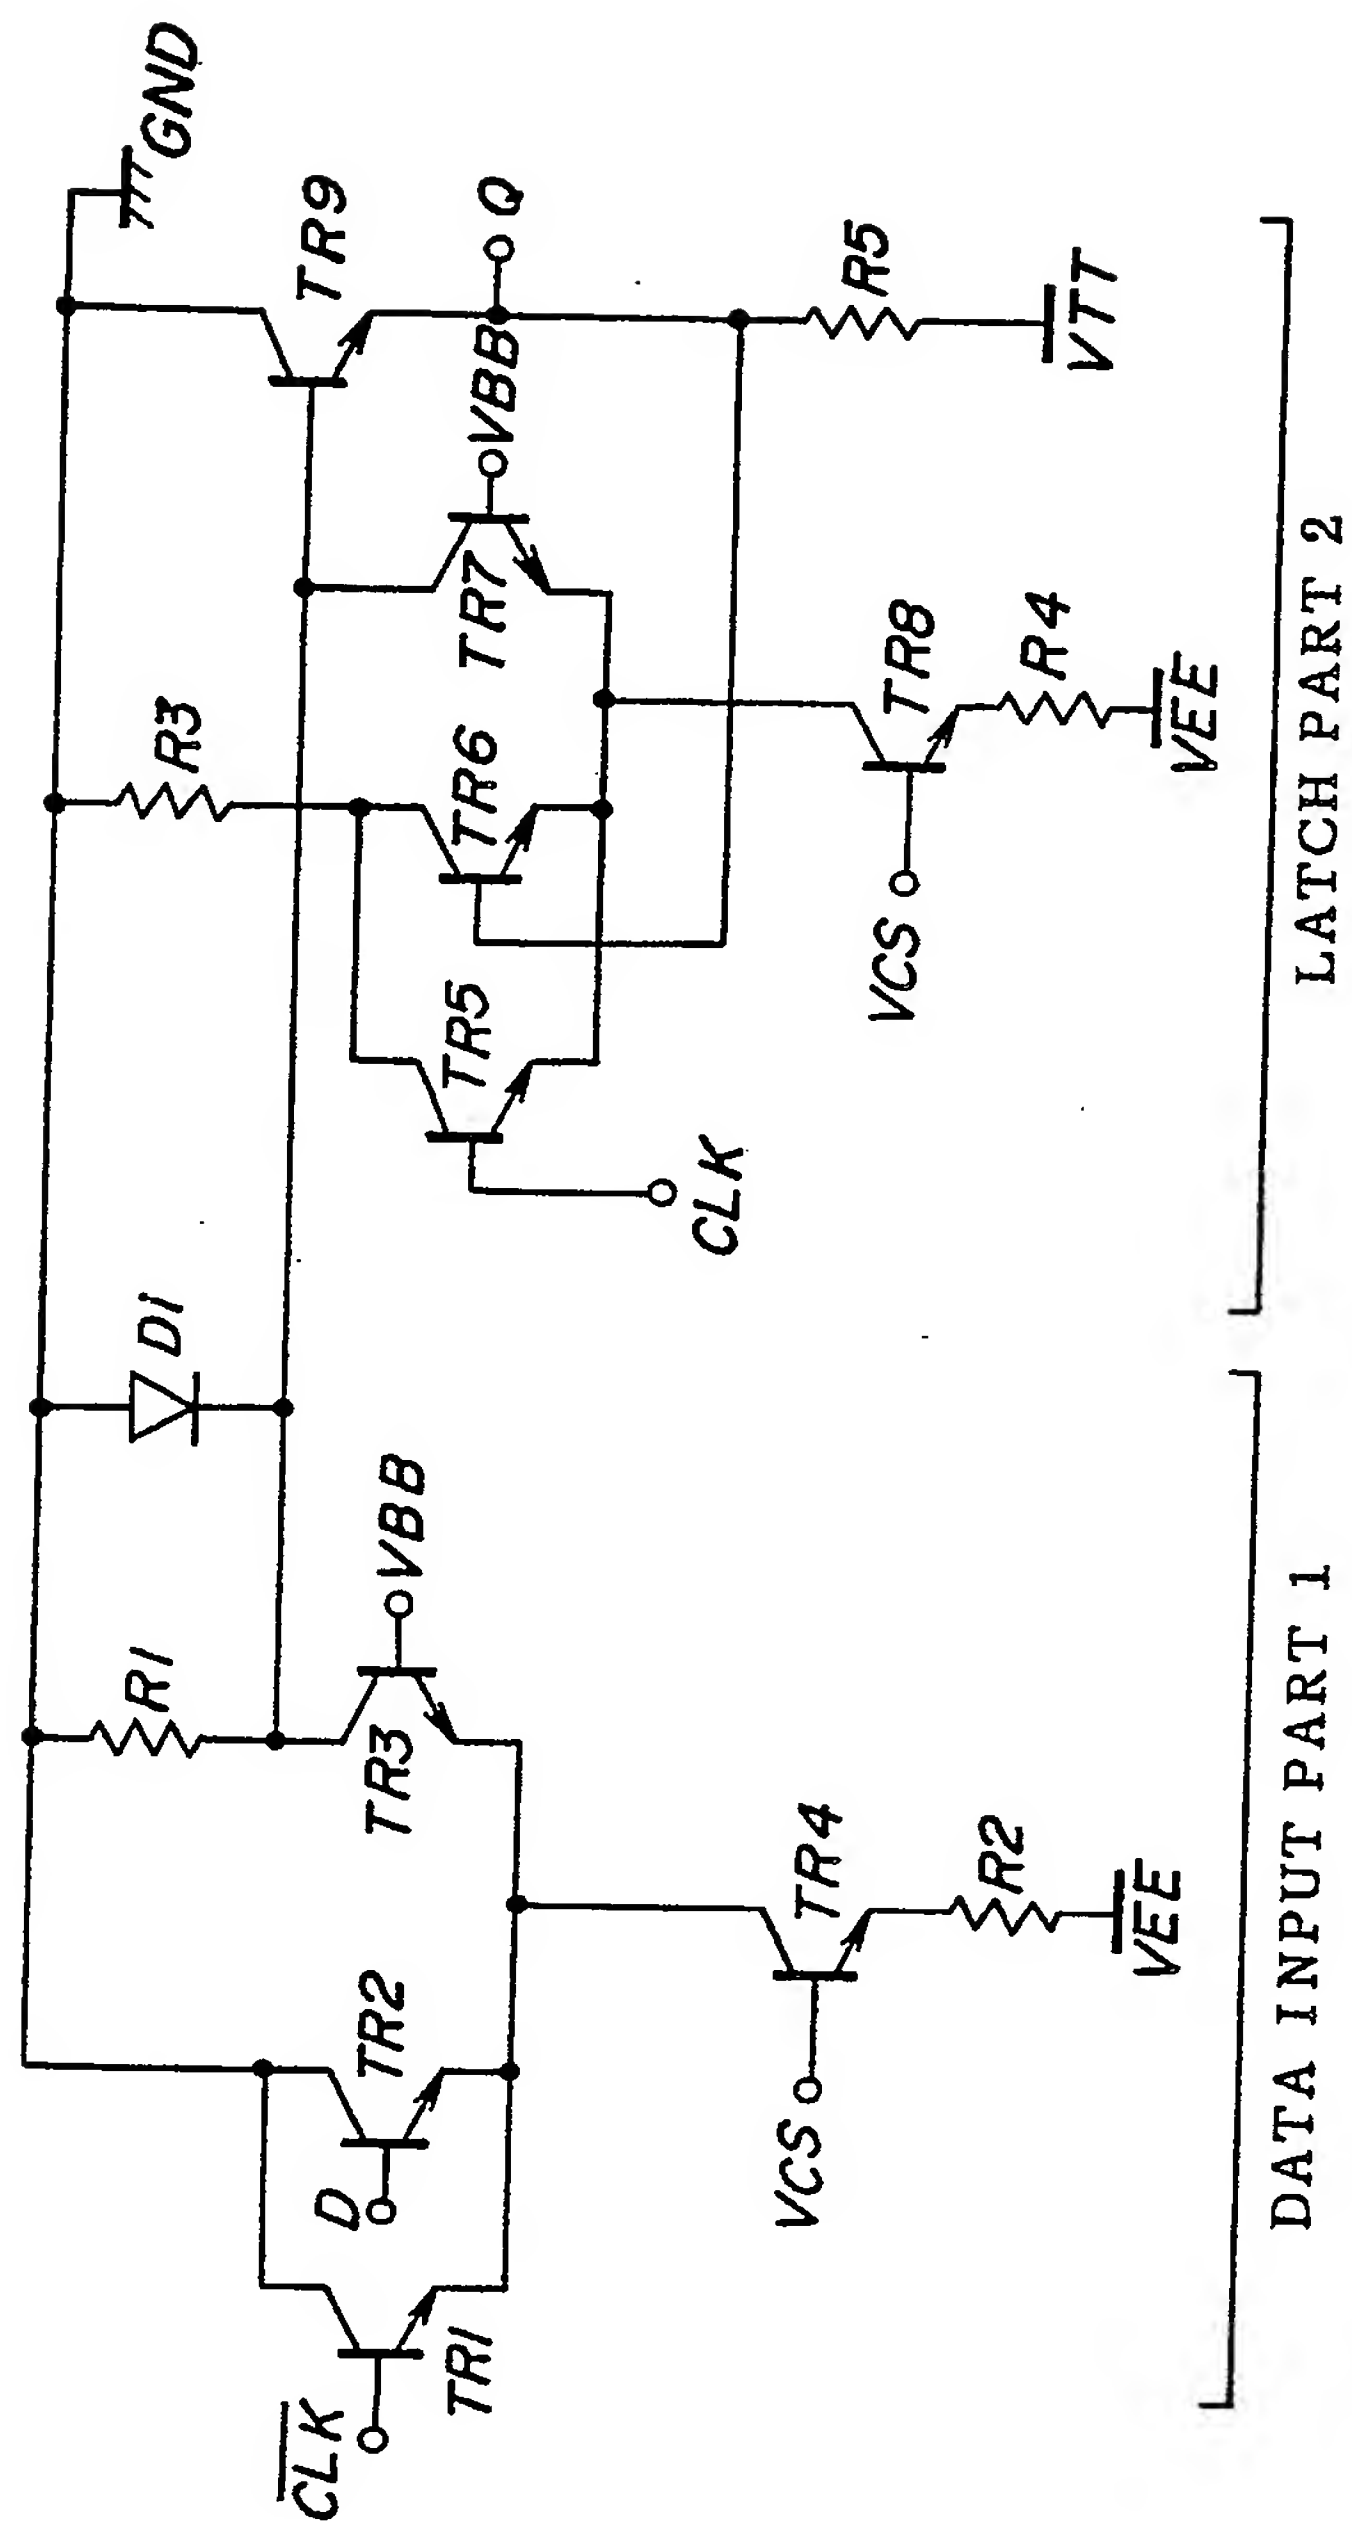 GND
R1
D1
R3
TR9
Q
CLK
D
TR1
TR2
TR3
VBB
TR5
TR6
TR7
VBB
CLK
VCS
TR4
R2
VEE
VCS
TR8
R4
VEE
R5
VTT
DATA INPUT PART 1
LATCH PART 2